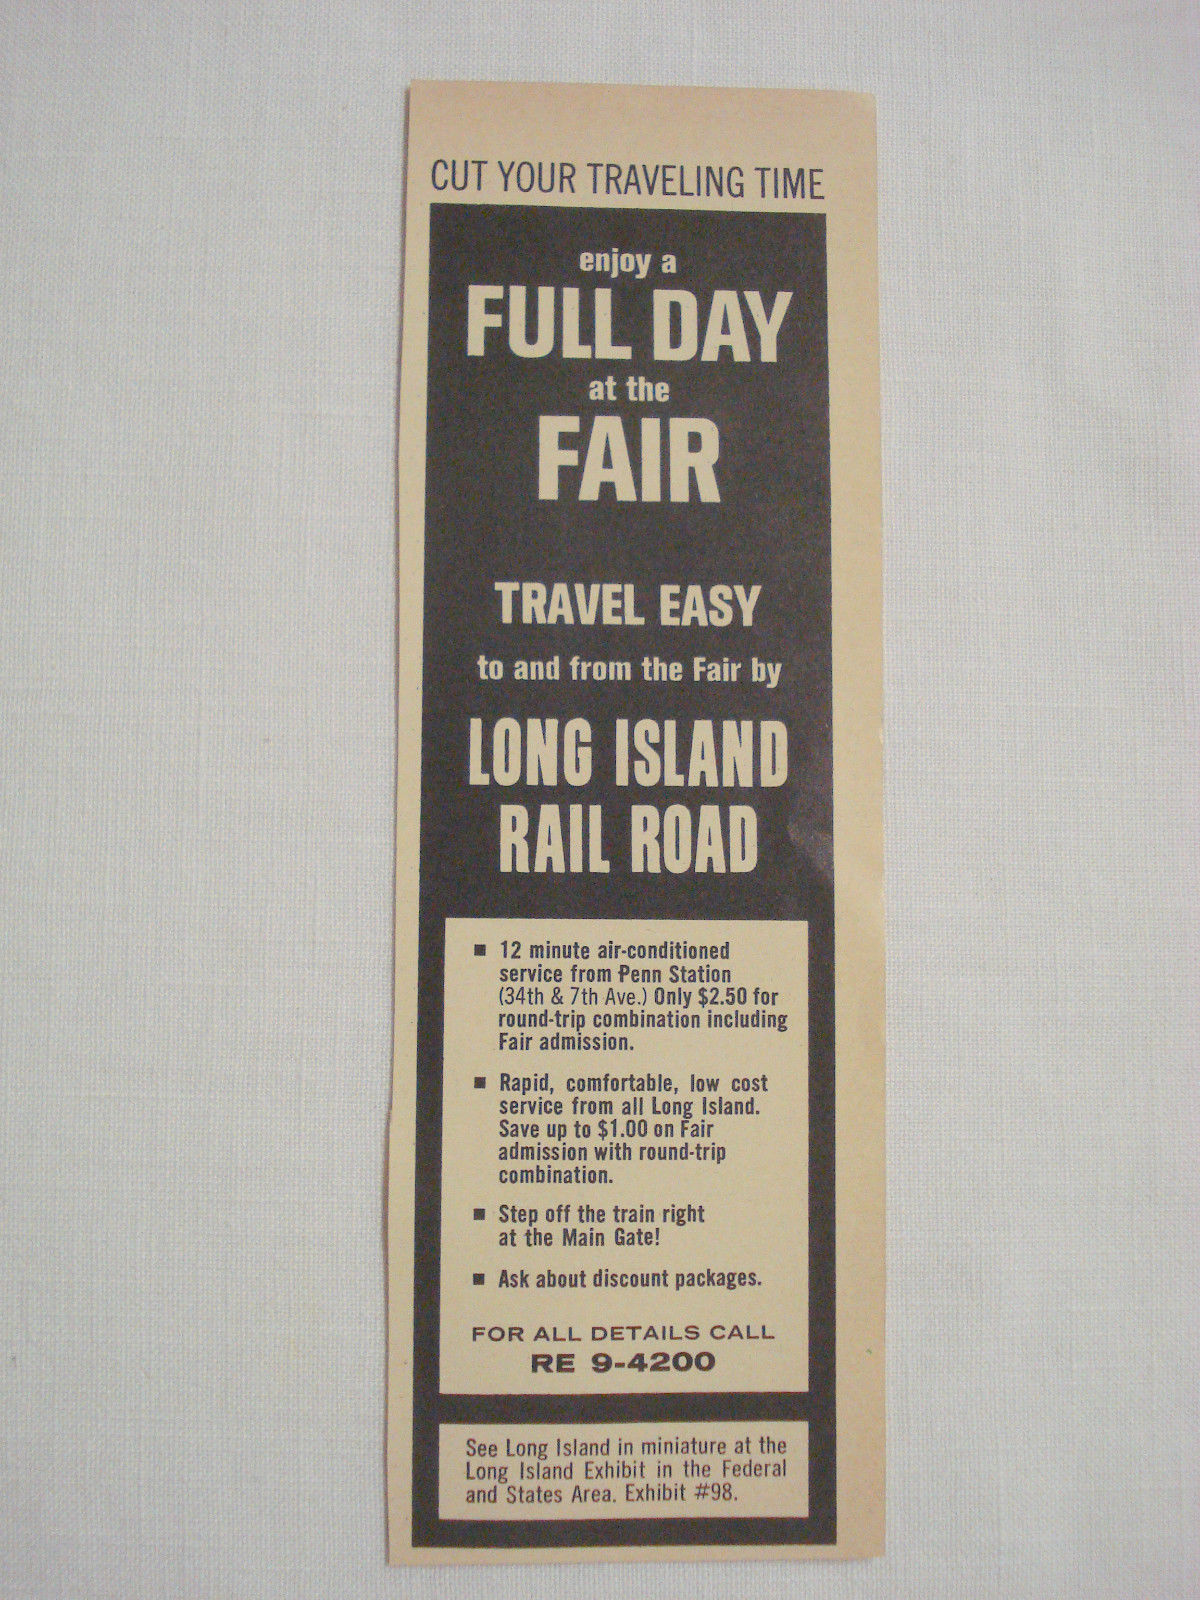 CUT YOUR TRAVELING TIME
enjoy a
FULL DAY
at the
FAIR
TRAVEL EASY
to and from the Fair by
LONG ISLAND
RAIL ROAD
▪ 12 minute air-conditioned
service from Penn Station
(34th & 7th Ave.) Only $2.50 for
round-trip combination including
Fair admission.
▪ Rapid, comfortable, low cost
service from all Long Island.
Save up to $1.00 on Fair
admission with round-trip
combination.
▪ Step off the train right
at the Main Gate!
▪ Ask about discount packages.
FOR ALL DETAILS CALL
RE 9-4200
See Long Island in miniature at the
Long Island Exhibit in the Federal
and States Area. Exhibit #98.